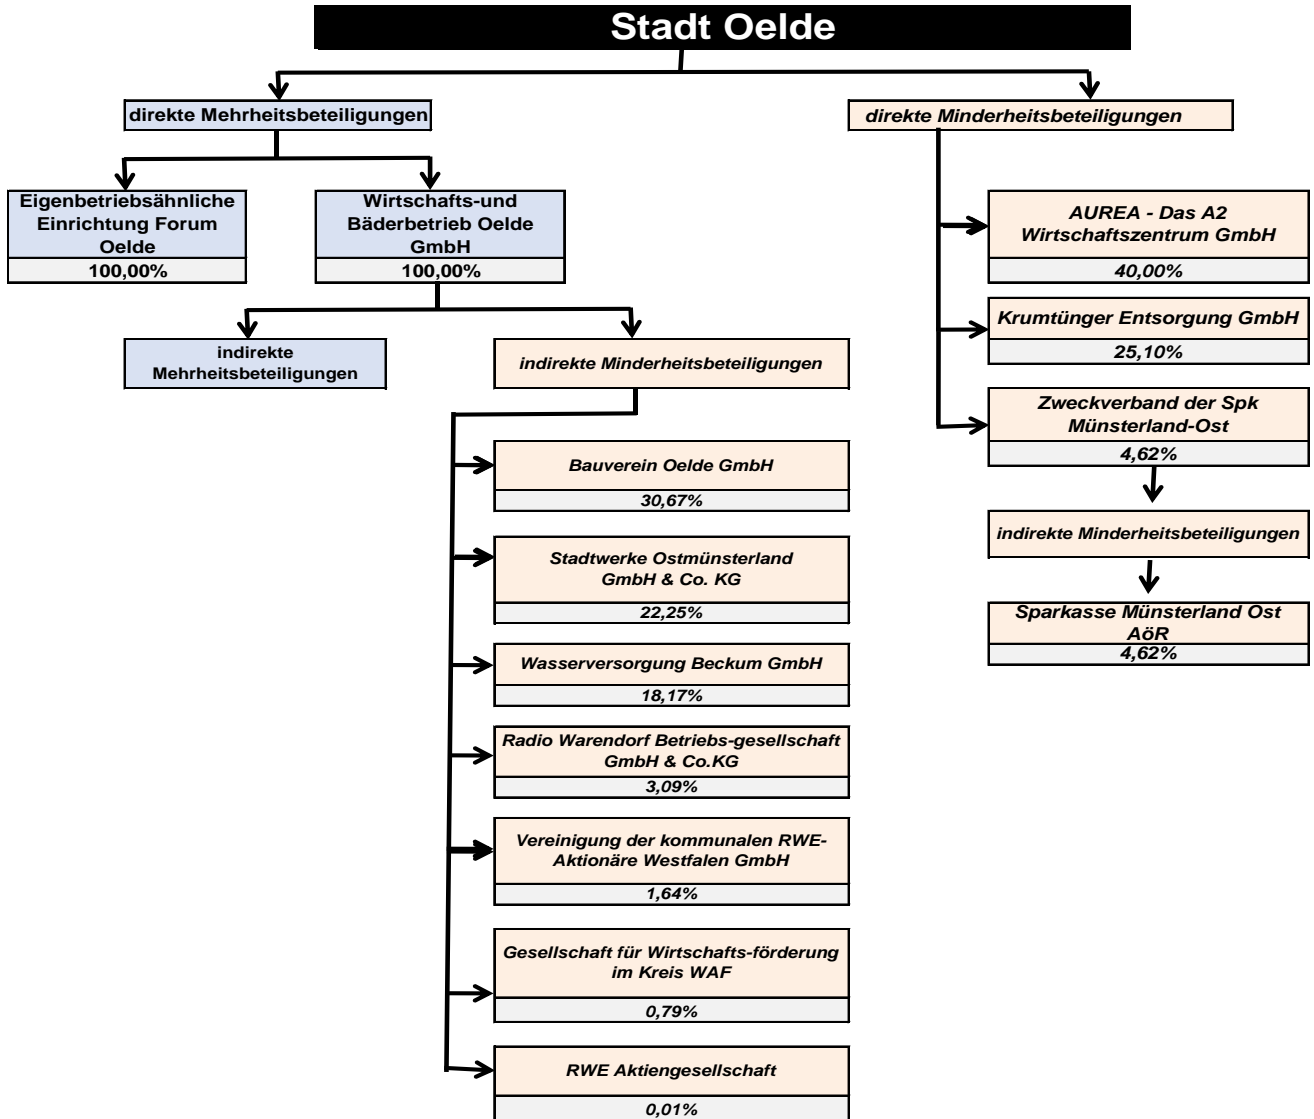 Stadt Oelde
direkte Mehrheitsbeteiligungen
direkte Minderheitsbeteiligungen
Eigenbetriebsähnliche
Einrichtung Forum
Oelde
100,00%
Wirtschafts-und
Bäderbetrieb Oelde
GmbH
100,00%
indirekte
Mehrheitsbeteiligungen
indirekte Minderheitsbeteiligungen
Bauverein Oelde GmbH
30,67%
Stadtwerke Ostmünsterland
GmbH & Co. KG
22,25%
Wasserversorgung Beckum GmbH
18,17%
Radio Warendorf Betriebs-gesellschaft
GmbH & Co.KG
3,09%
Vereinigung der kommunalen RWE-
Aktionäre Westfalen GmbH
1,64%
Gesellschaft für Wirtschafts-förderung
im Kreis WAF
0,79%
RWE Aktiengesellschaft
0,01%
AUREA - Das A2
Wirtschaftszentrum GmbH
40,00%
Krumtünger Entsorgung GmbH
25,10%
Zweckverband der Spk
Münsterland-Ost
4,62%
indirekte Minderheitsbeteiligungen
Sparkasse Münsterland Ost
AöR
4,62%